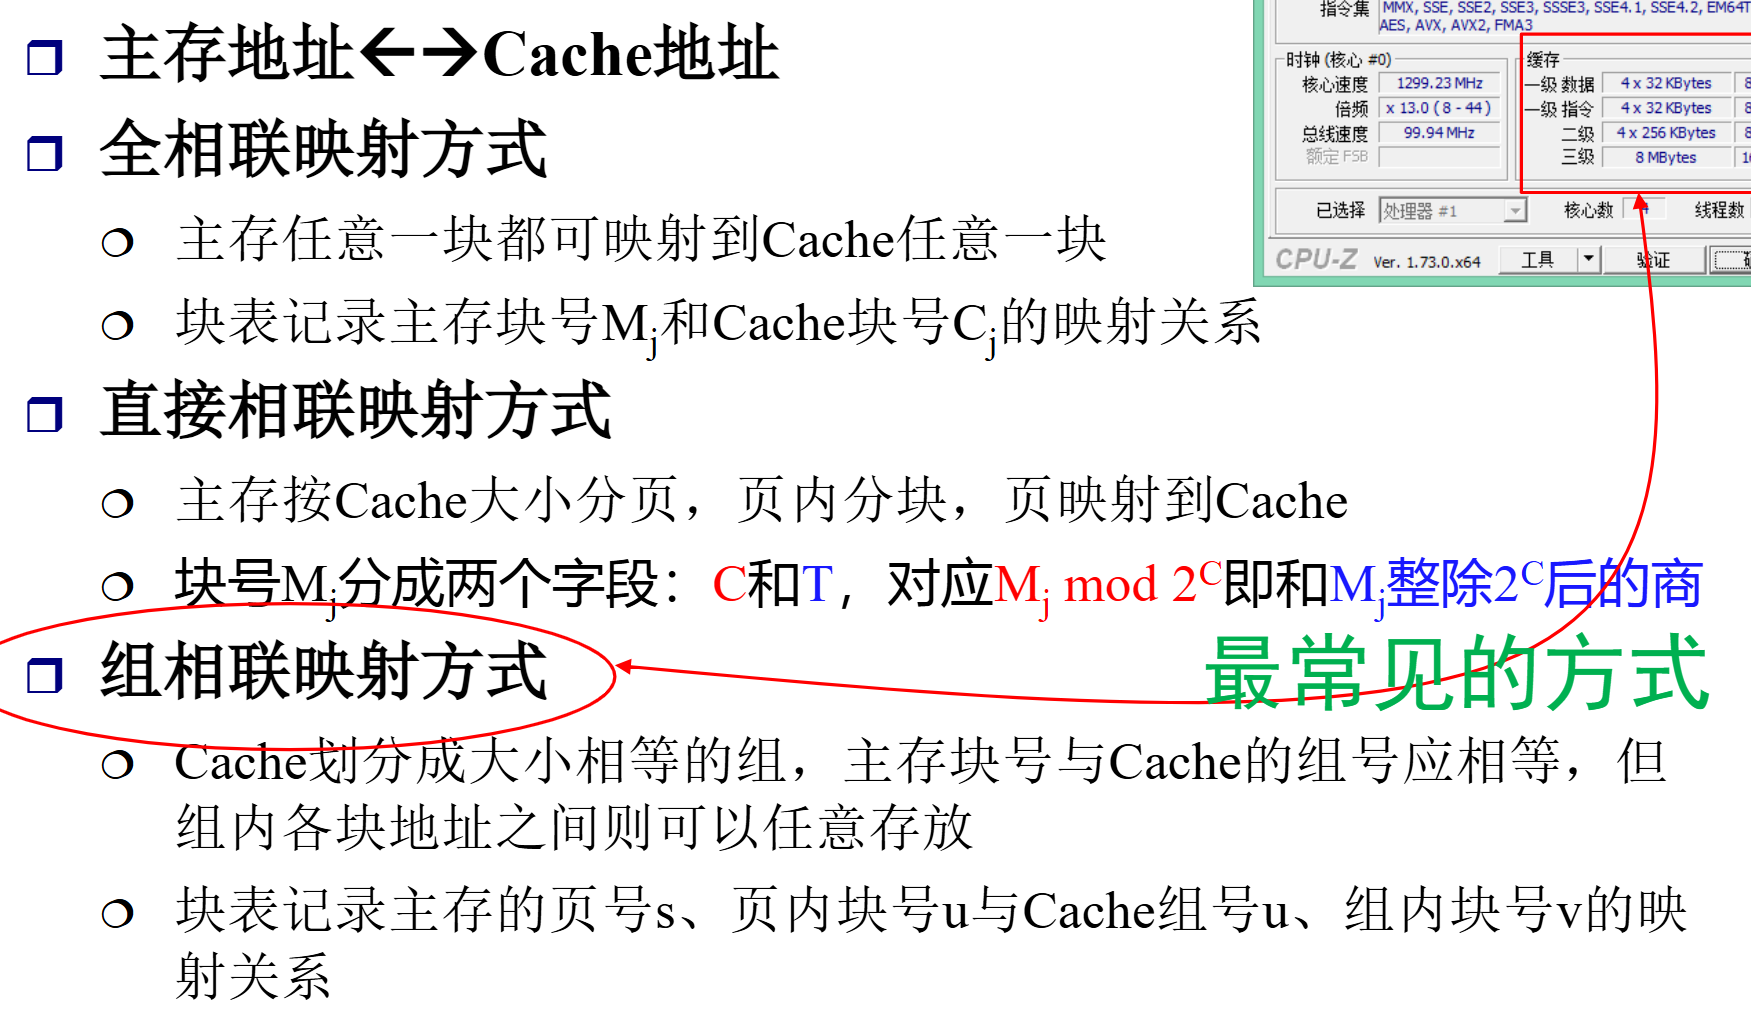 主存地址←→Cache地址
全相联映射方式
主存任意一块都可映射到Cache任意一块
块表记录主存块号Mj和Cache块号Cj的映射关系
直接相联映射方式
主存按Cache大小分页，页内分块，页映射到Cache
块号Mj分成两个字段：C和T，对应Mj mod 2^C即和Mj整除2^C后的商
组相联映射方式
最常见的方式
Cache划分成大小相等的组，主存块号与Cache的组号应相等，但
组内各块地址之间则可以任意存放
块表记录主存的页号s、页内块号u与Cache组号u、组内块号v的映
射关系
指令集 MMX, SSE, SSE2, SSE3, SSSE3, SSE4.1, SSE4.2, EM64T
AES, AVX, AVX2, FMA3
时钟 (核心 #0)
核心速度 1299.23 MHz
倍频 x 13.0 ( 8 - 44 )
总线速度 99.94 MHz
额定 FSB
缓存
一级 数据 4 x 32 KBytes 8
一级 指令 4 x 32 KBytes 8
二级 4 x 256 KBytes 8
三级 8 MBytes
已选择 处理器 #1 核心数 4 线程数
CPU-Z Ver. 1.73.0.x64 工具 验证